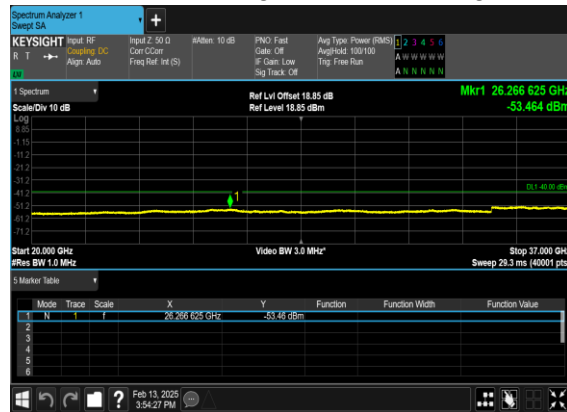 Spectrum Analyzer 1
Swept SA
+
KEYSIGHT Input: RF Input Z: 50 Ω #Atten: 10 dB PNO: Fast Avg Type: Power (RMS) 1 2 3 4 5 6
R T Coupling: DC Corr CCorr Gate: Off Avg|Hold: 100/100 A W W W W W
Align: Auto Freq Ref: Int (S) IF Gain: Low Trig: Free Run
LW Sig Track: Off A N N N N N
1 Spectrum Ref Lvl Offset 18.85 dB Mkr1 26.266 625 GHz
Scale/Div 10 dB Ref Level 18.85 dBm -53.464 dBm
Log
8.85
-1.15
-11.2
-21.2
-31.2
-41.2 DL1 -40.00 dBm
1
-51.2
-61.2
-71.2
Start 20.000 GHz Video BW 3.0 MHz* Stop 37.000 GHz
#Res BW 1.0 MHz Sweep 29.3 ms (40001 pts)
5 Marker Table
Mode Trace Scale X Y Function Function Width Function Value
1 N 1 f 26.266 625 GHz -53.46 dBm
2
3
4
5
6
? Feb 13, 2025
3:54:27 PM